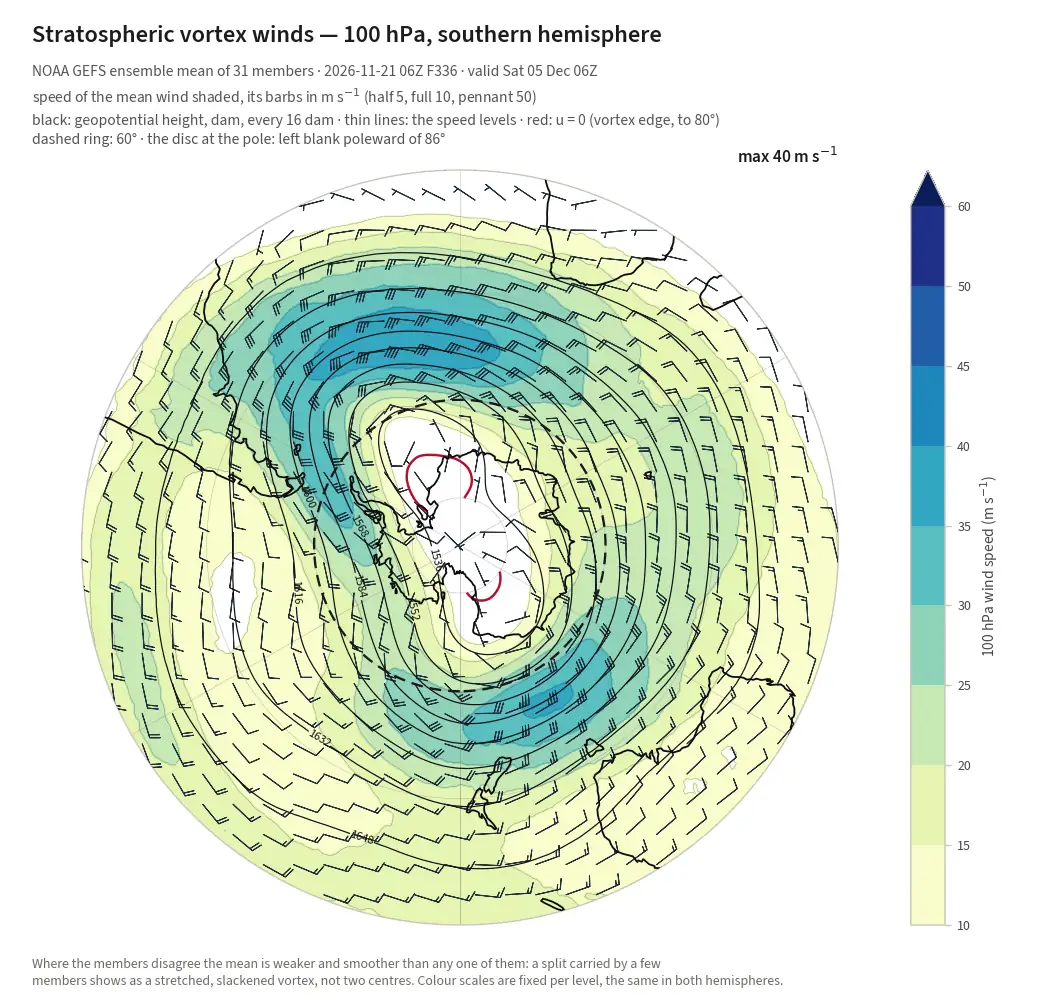 Stratospheric vortex winds — 100 hPa, southern hemisphere
NOAA GEFS ensemble mean of 31 members · 2026-11-21 06Z F336 · valid Sat 05 Dec 06Z
speed of the mean wind shaded, its barbs in m s⁻¹ (half 5, full 10, pennant 50)
black: geopotential height, dam, every 16 dam · thin lines: the speed levels · red: u = 0 (vortex edge, to 80°)
dashed ring: 60° · the disc at the pole: left blank poleward of 86°
max 40 m s⁻¹
60
50
45
40
35
30
25
20
15
10
100 hPa wind speed (m s⁻¹)
1600
1568
1536
1584
1616
1552
1632
1648
Where the members disagree the mean is weaker and smoother than any one of them: a split carried by a few
members shows as a stretched, slackened vortex, not two centres. Colour scales are fixed per level, the same in both hemispheres.